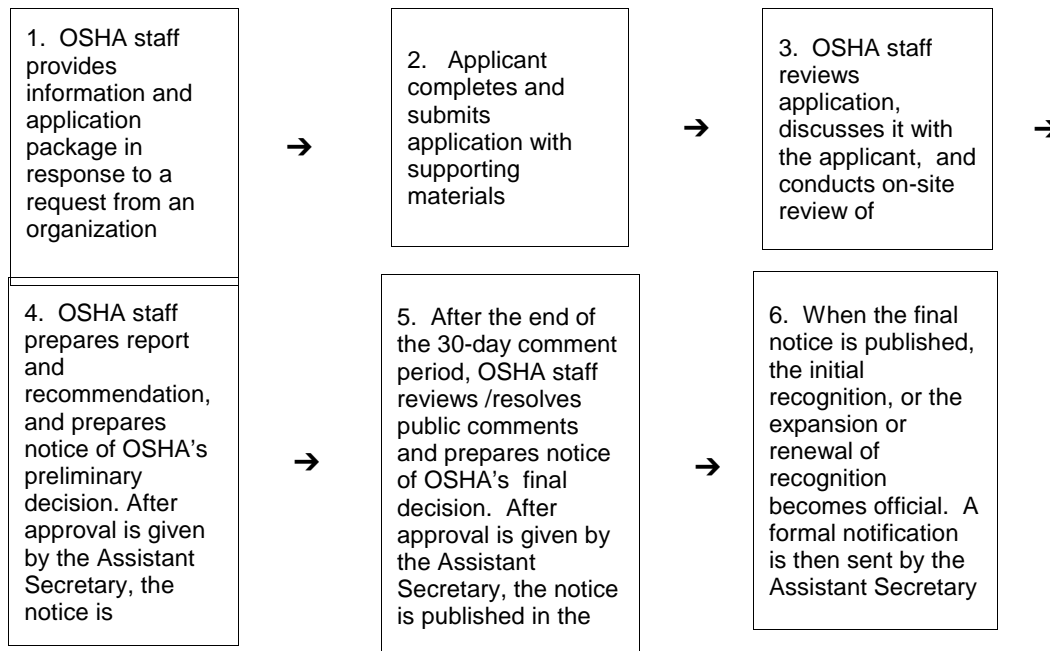 1. OSHA staff
provides
information and
application
package in
response to a
request from an
organization
➔
2. Applicant
completes and
submits
application with
supporting
materials
➔
3. OSHA staff
reviews
application,
discusses it with
the applicant, and
conducts on-site
review of
➔
4. OSHA staff
prepares report
and
recommendation,
and prepares
notice of OSHA’s
preliminary
decision. After
approval is given
by the Assistant
Secretary, the
notice is
➔
5. After the end of
the 30-day comment
period, OSHA staff
reviews /resolves
public comments
and prepares notice
of OSHA’s final
decision. After
approval is given by
the Assistant
Secretary, the notice
is published in the
➔
6. When the final
notice is published,
the initial
recognition, or the
expansion or
renewal of
recognition
becomes official. A
formal notification
is then sent by the
Assistant Secretary